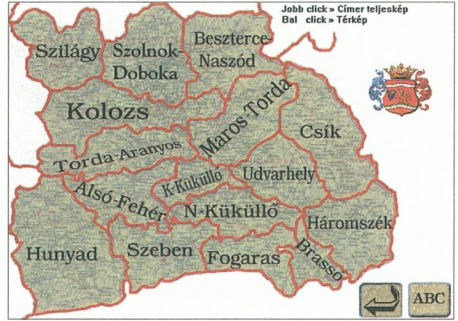 Jobb click » Címer teljeskép
Bal click » Térkép
Szilágy
Szolnok-
Doboka
Beszterce-
Naszód
Kolozs
Maros Torda
Csík
Torda-Aranyos
K-Küküllo
Udvarhely
Alsó-Fehér
N-Küküllő
Háromszék
Hunyad
Szeben
Fogaras
Brassó
ABC